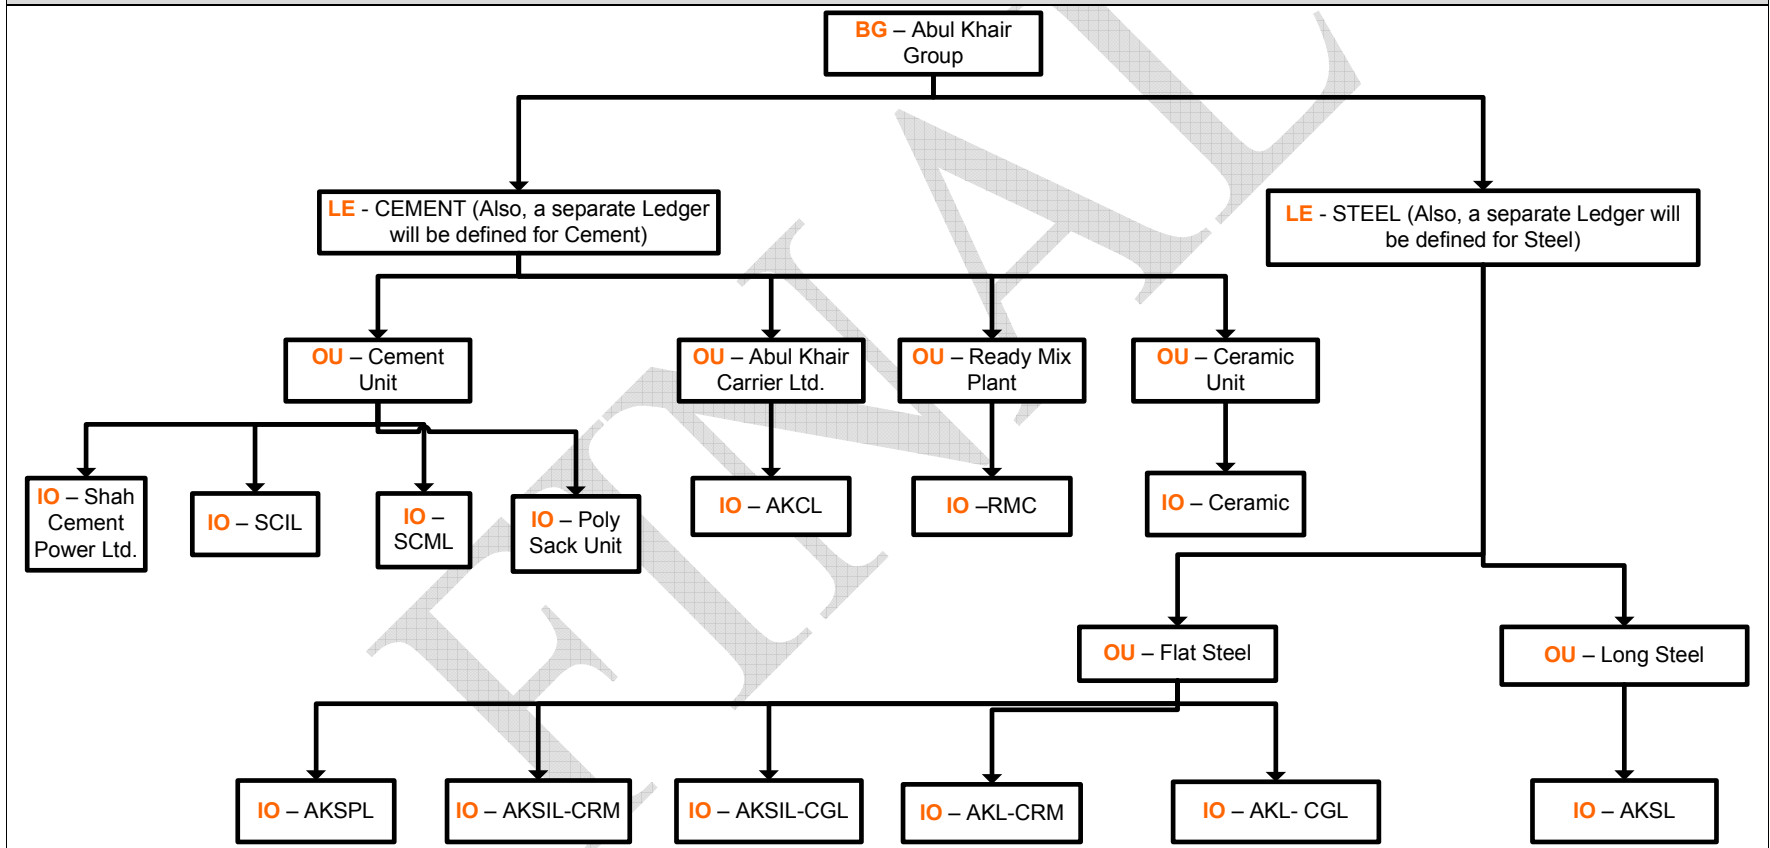 BG – Abul Khair
Group
LE - CEMENT (Also, a separate Ledger
will be defined for Cement)
LE - STEEL (Also, a separate Ledger will
be defined for Steel)
OU – Cement
Unit
OU – Abul Khair
Carrier Ltd.
OU – Ready Mix
Plant
OU – Ceramic
Unit
IO – Shah
Cement
Power Ltd.
IO – SCIL
IO –
SCML
IO – Poly
Sack Unit
IO – AKCL
IO –RMC
IO – Ceramic
OU – Flat Steel
OU – Long Steel
IO – AKSPL
IO – AKSIL-CRM
IO – AKSIL-CGL
IO – AKL-CRM
IO – AKL- CGL
IO – AKSL
FINAL